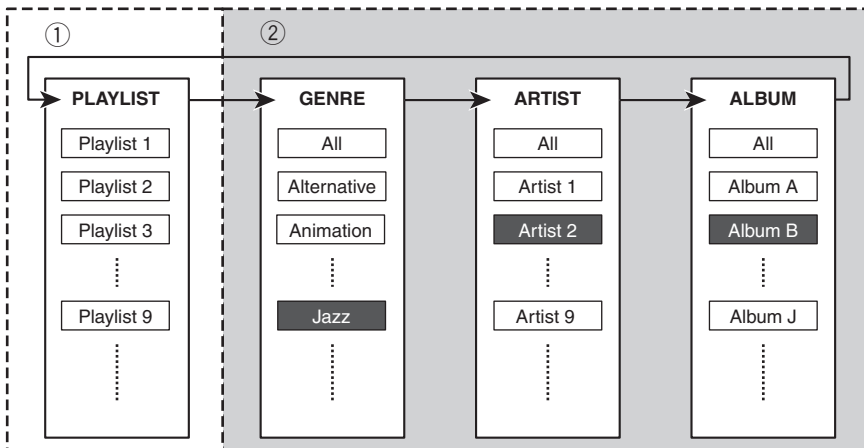 ①
②
PLAYLIST
Playlist 1
Playlist 2
Playlist 3
Playlist 9
GENRE
All
Alternative
Animation
Jazz
ARTIST
All
Artist 1
Artist 2
Artist 9
ALBUM
All
Album A
Album B
Album J